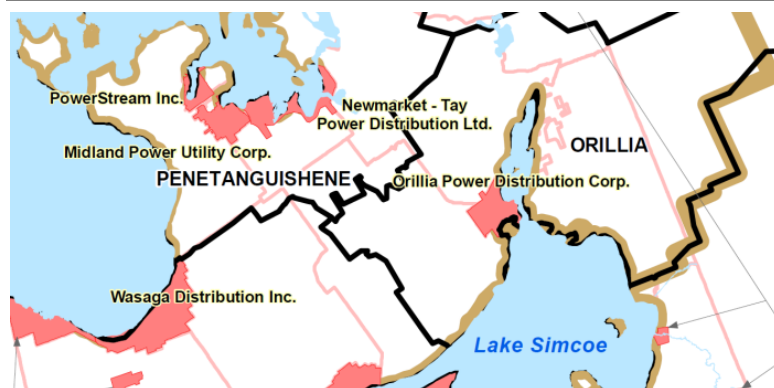 PowerStream Inc.
Newmarket - Tay
Power Distribution Ltd.
ORILLIA
Midland Power Utility Corp.
PENETANGUISHENE
Orillia Power Distribution Corp.
Wasaga Distribution Inc.
Lake Simcoe